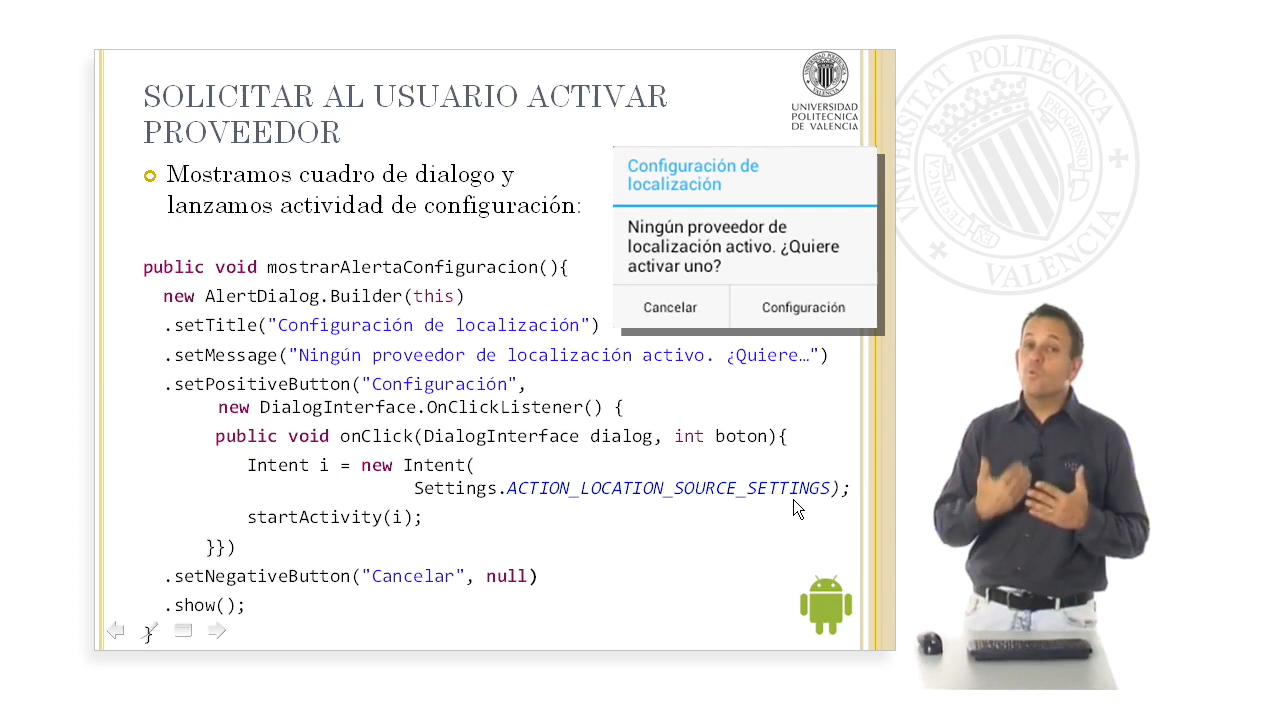 SOLICITAR AL USUARIO ACTIVAR
PROVEEDOR
UNIVERSIDAD
POLITECNICA
DE VALENCIA
Mostramos cuadro de dialogo y
lanzamos actividad de configuración:
Configuración de
localización
Ningún proveedor de
localización activo. ¿Quiere
activar uno?
Cancelar
Configuración
public void mostrarAlertaConfiguracion(){
new AlertDialog.Builder(this)
.setTitle("Configuración de localización")
.setMessage("Ningún proveedor de localización activo. ¿Quiere…")
.setPositiveButton("Configuración",
new DialogInterface.OnClickListener() {
public void onClick(DialogInterface dialog, int boton){
Intent i = new Intent(
Settings.ACTION_LOCATION_SOURCE_SETTINGS);
startActivity(i);
}})
.setNegativeButton("Cancelar", null)
.show();
}
UNIVERSITAT POLITÈCNICA
VALÈNCIA